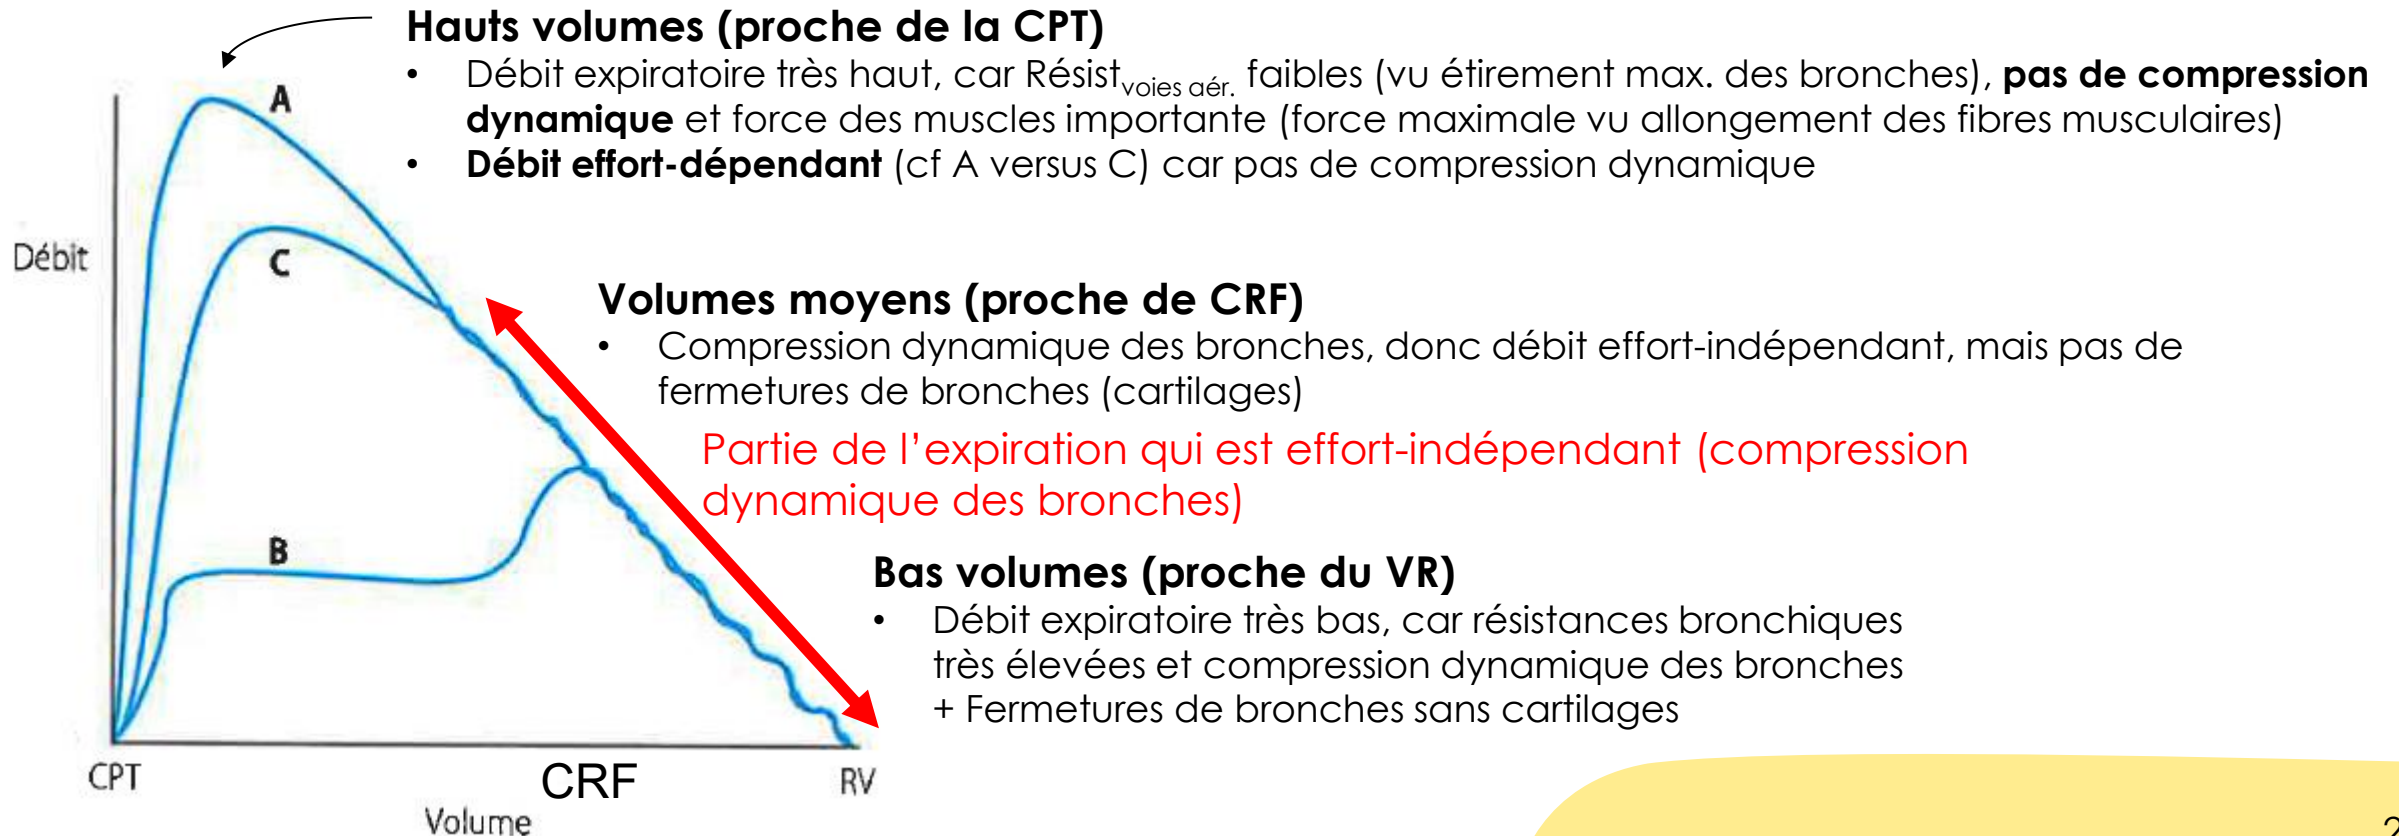 Hauts volumes (proche de la CPT)
• Débit expiratoire très haut, car Résist voies aér. faibles (vu étirement max. des bronches), pas de compression
dynamique et force des muscles importante (force maximale vu allongement des fibres musculaires)
• Débit effort-dépendant (cf A versus C) car pas de compression dynamique
A
Débit
C
Volumes moyens (proche de CRF)
• Compression dynamique des bronches, donc débit effort-indépendant, mais pas de
fermetures de bronches (cartilages)
Partie de l’expiration qui est effort-indépendant (compression
dynamique des bronches)
B
Bas volumes (proche du VR)
• Débit expiratoire très bas, car résistances bronchiques
très élevées et compression dynamique des bronches
+ Fermetures de bronches sans cartilages
CPT
CRF
RV
Volume